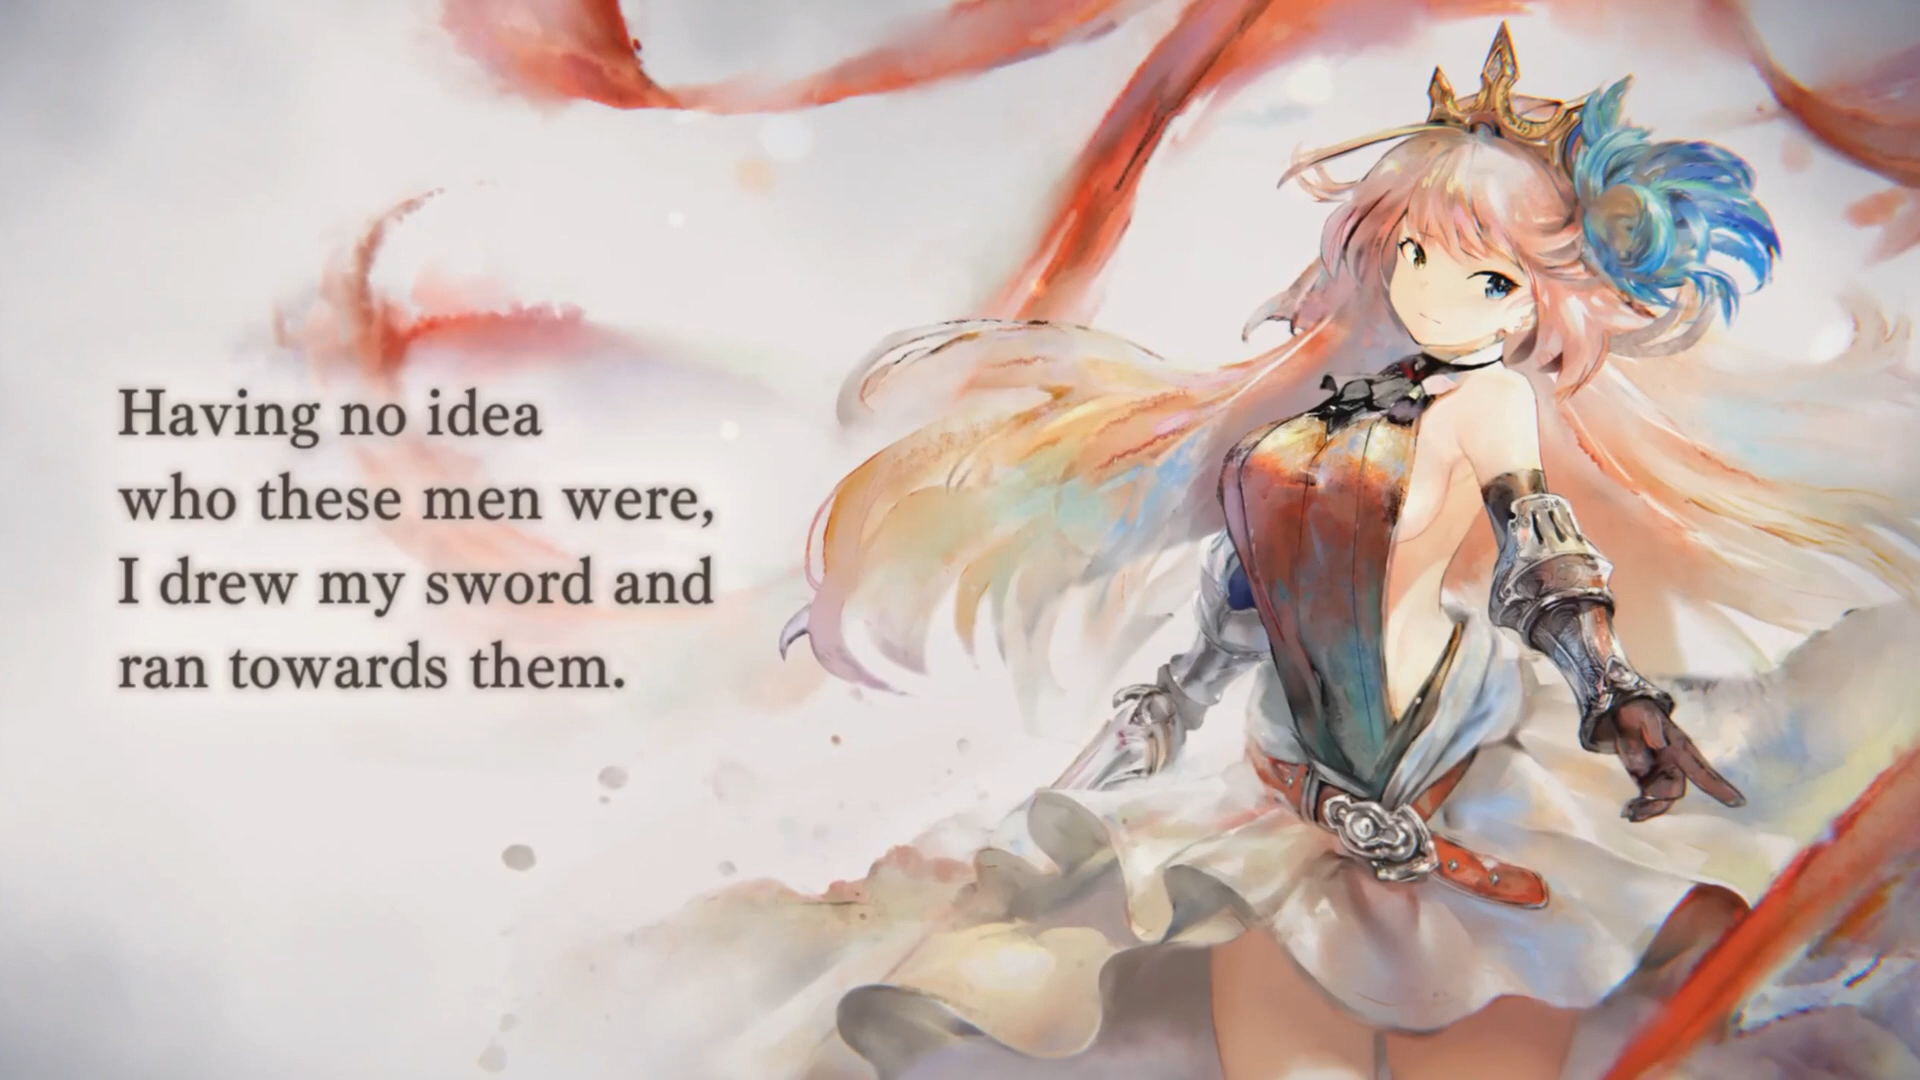 Having no idea
who these men were,
I drew my sword and
ran towards them.